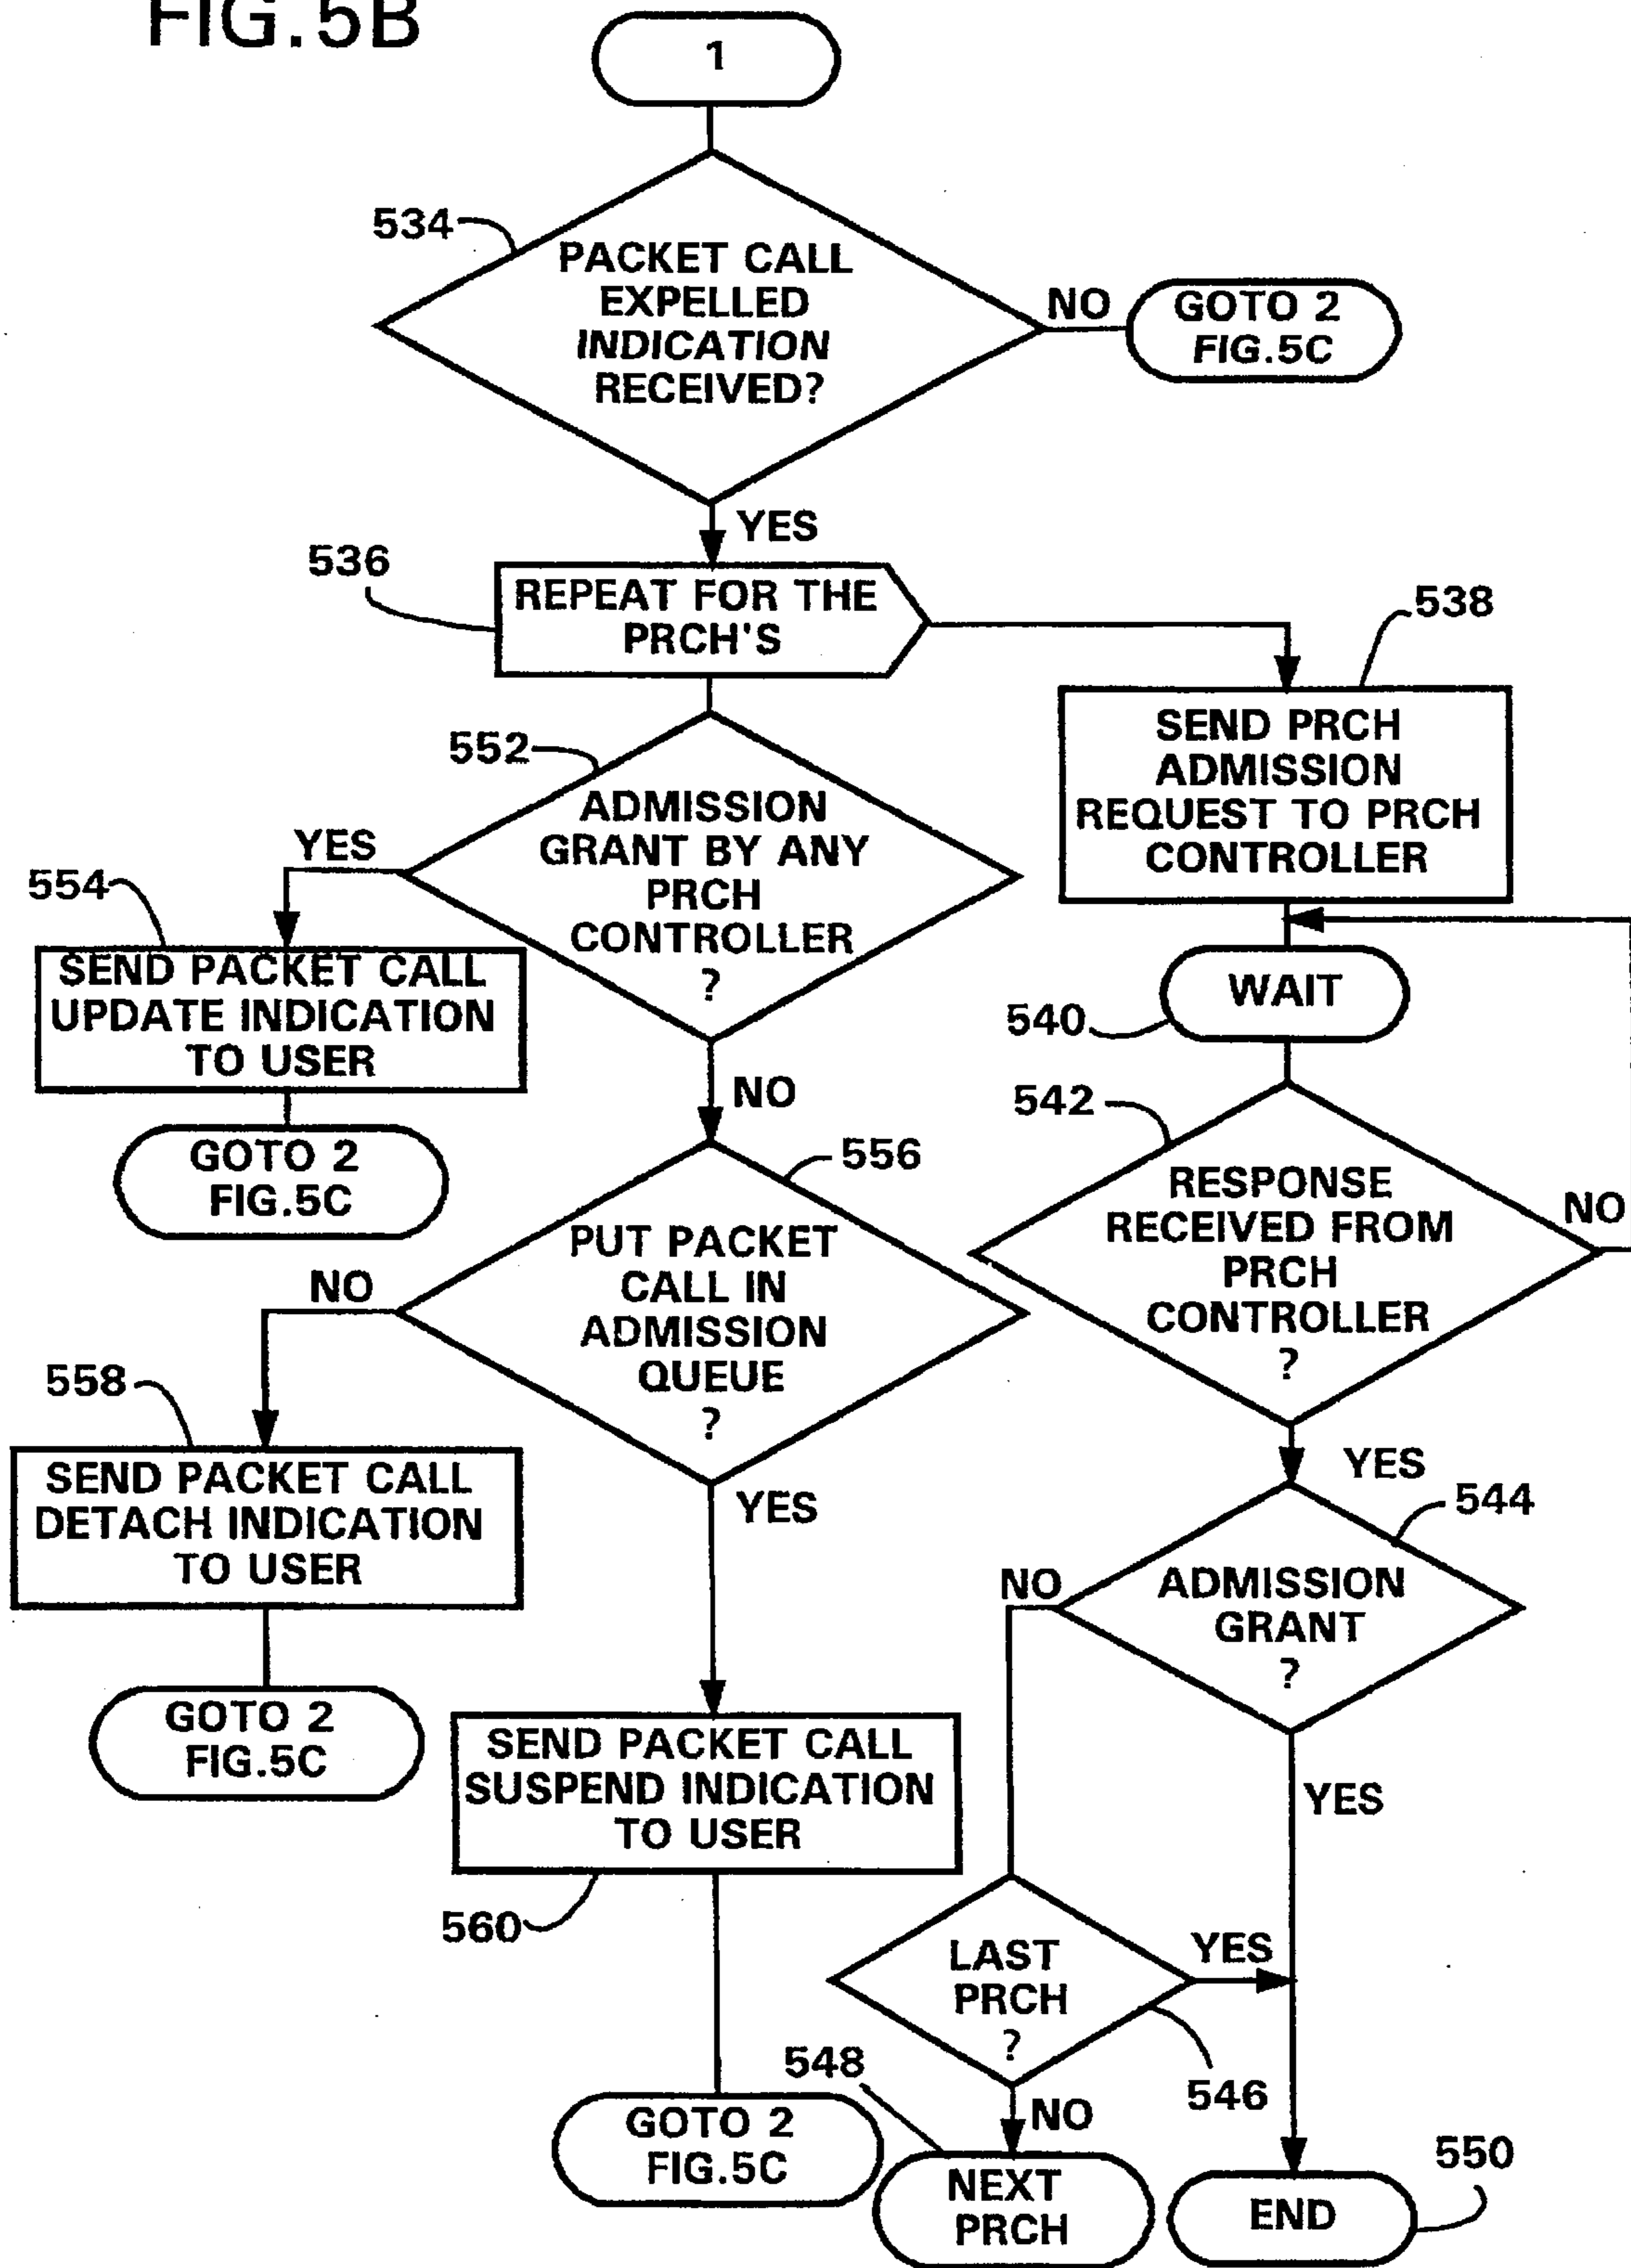 FIG.5B
1
534
PACKET CALL
EXPELLED
INDICATION
RECEIVED?
NO
GOTO 2
FIG.5C
YES
536
REPEAT FOR THE
PRCH'S
538
SEND PRCH
ADMISSION
REQUEST TO PRCH
CONTROLLER
552
ADMISSION
GRANT BY ANY
PRCH
CONTROLLER
?
YES
554
SEND PACKET CALL
UPDATE INDICATION
TO USER
GOTO 2
FIG.5C
NO
WAIT
540
542
RESPONSE
RECEIVED FROM
PRCH
CONTROLLER
?
NO
YES
556
PUT PACKET
CALL IN
ADMISSION
QUEUE
?
NO
558
SEND PACKET CALL
DETACH INDICATION
TO USER
GOTO 2
FIG.5C
YES
SEND PACKET CALL
SUSPEND INDICATION
TO USER
560
GOTO 2
FIG.5C
544
ADMISSION
GRANT
?
NO
YES
LAST
PRCH
?
YES
546
NO
548
NEXT
PRCH
END
550